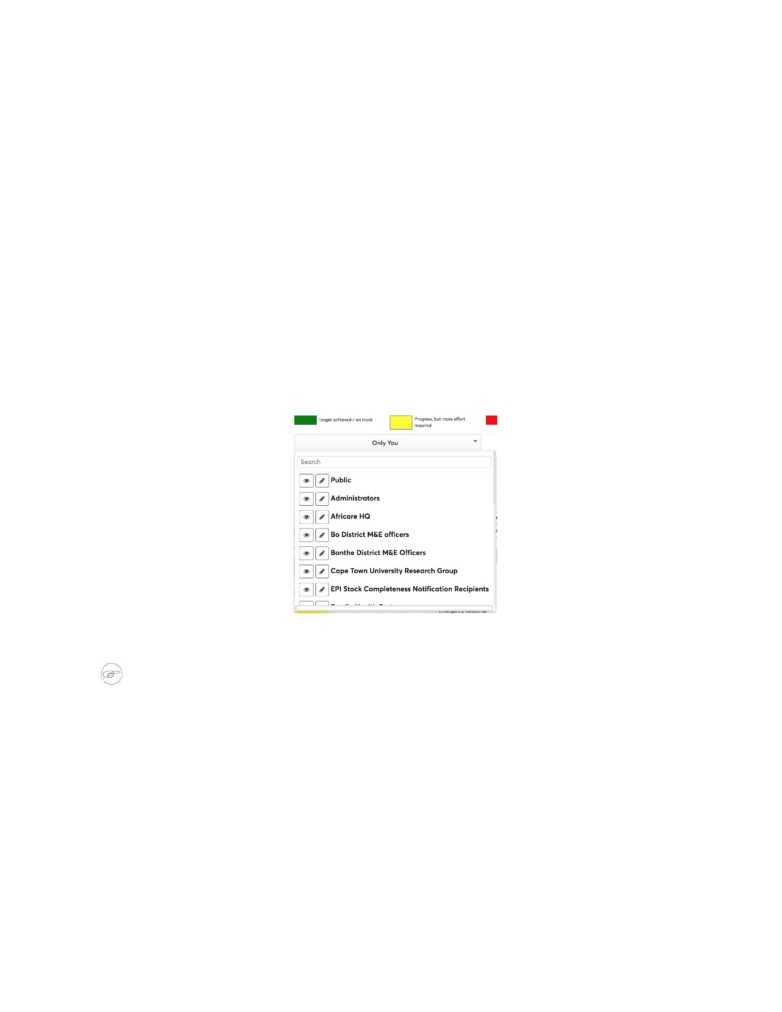 Target achieved / on track
Progress, but more effort
required
Only You
Search
Public
Administrators
Africare HQ
Bo District M&E officers
Bonthe District M&E Officers
Cape Town University Research Group
EPI Stock Completeness Notification Recipients